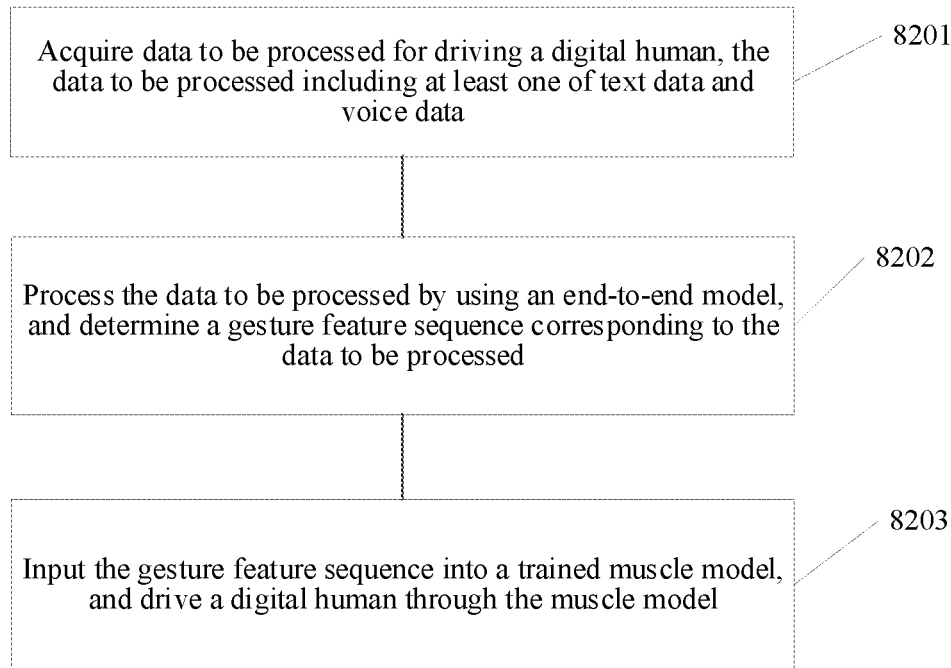 8201
Acquire data to be processed for driving a digital human, the
data to be processed including at least one of text data and
voice data
8202
Process the data to be processed by using an end-to-end model,
and determine a gesture feature sequence corresponding to the
data to be processed
8203
Input the gesture feature sequence into a trained muscle model,
and drive a digital human through the muscle model